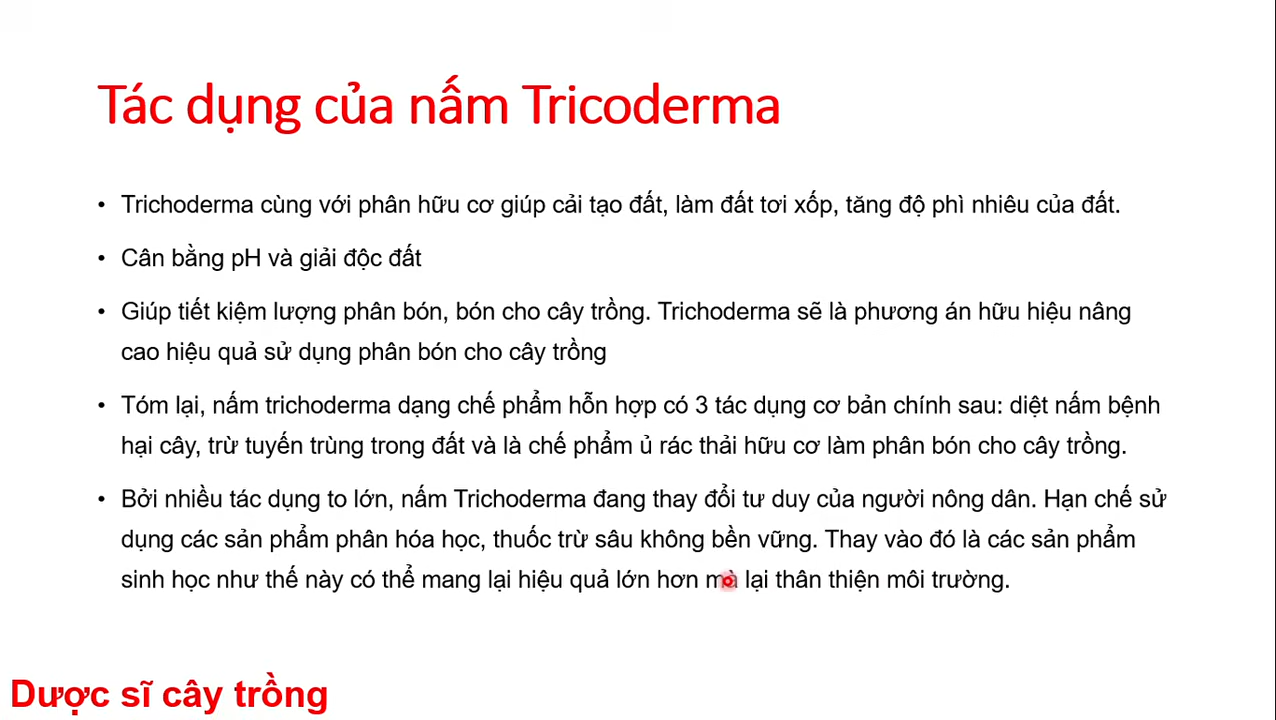 Tác dụng của nấm Tricoderma
• Trichoderma cùng với phân hữu cơ giúp cải tạo đất, làm đất tơi xốp, tăng độ phì nhiêu của đất.
• Cân bằng pH và giải độc đất
• Giúp tiết kiệm lượng phân bón, bón cho cây trồng. Trichoderma sẽ là phương án hữu hiệu nâng
cao hiệu quả sử dụng phân bón cho cây trồng
• Tóm lại, nấm trichoderma dạng chế phẩm hỗn hợp có 3 tác dụng cơ bản chính sau: diệt nấm bệnh
hại cây, trừ tuyến trùng trong đất và là chế phẩm ủ rác thải hữu cơ làm phân bón cho cây trồng.
• Bởi nhiều tác dụng to lớn, nấm Trichoderma đang thay đổi tư duy của người nông dân. Hạn chế sử
dụng các sản phẩm phân hóa học, thuốc trừ sâu không bền vững. Thay vào đó là các sản phẩm
sinh học như thế này có thể mang lại hiệu quả lớn hơn mà lại thân thiện môi trường.
Dược sĩ cây trồng